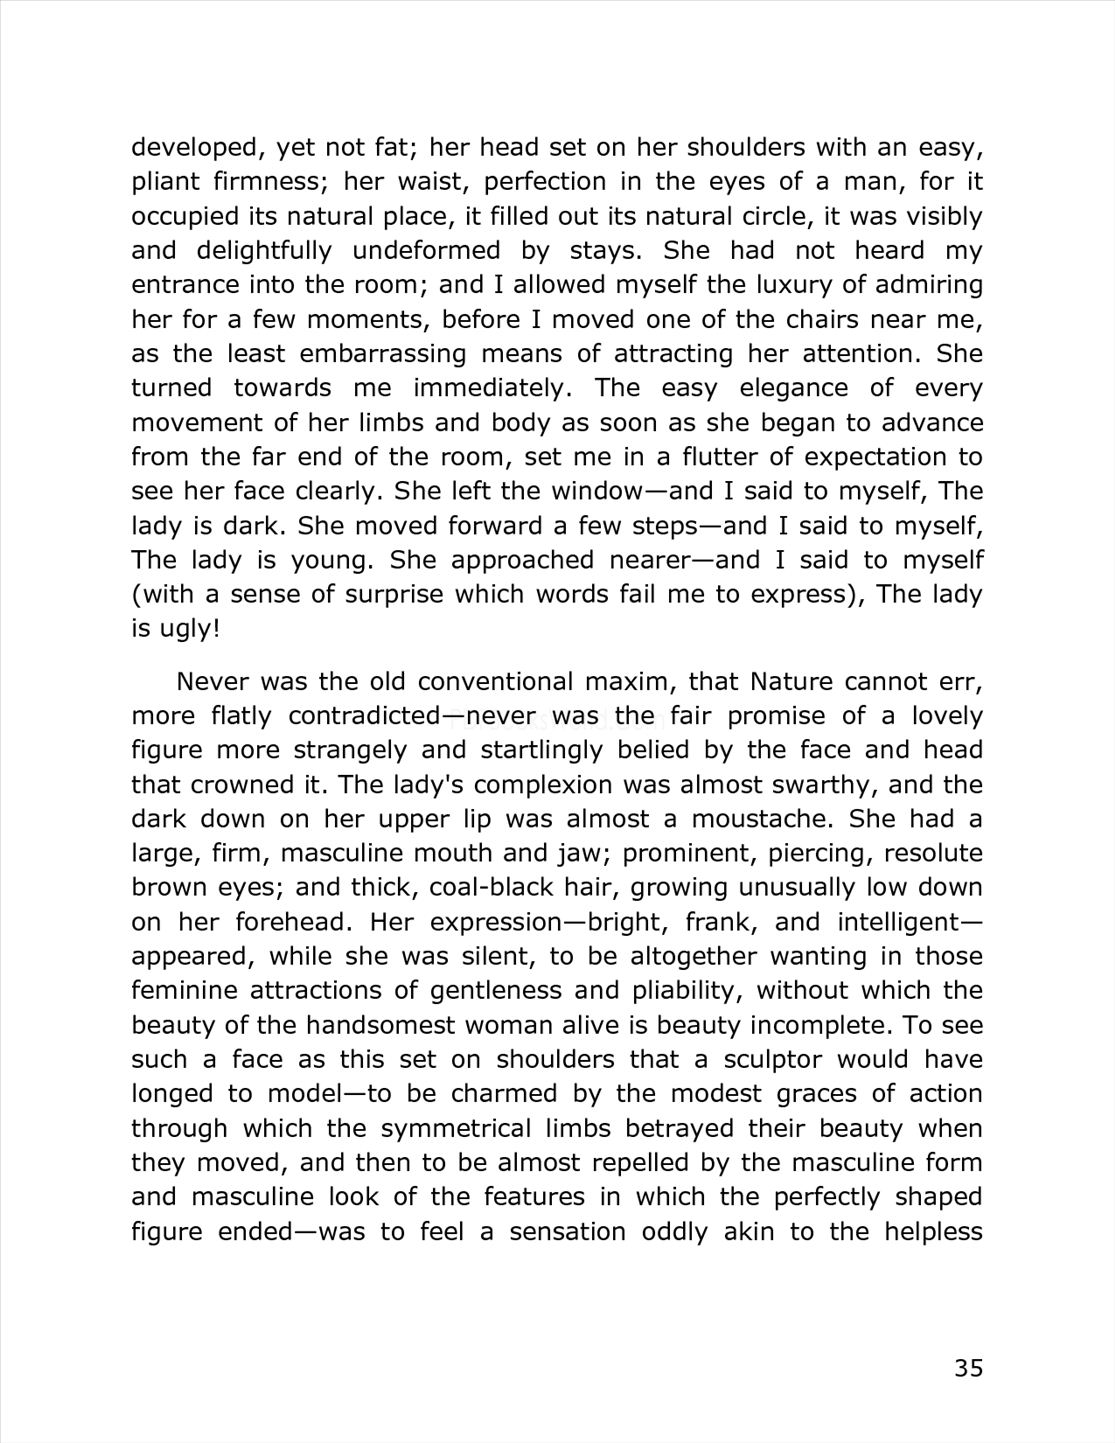 developed, yet not fat; her head set on her shoulders with an easy,
pliant firmness; her waist, perfection in the eyes of a man, for it
occupied its natural place, it filled out its natural circle, it was visibly
and delightfully undeformed by stays. She had not heard my
entrance into the room; and I allowed myself the luxury of admiring
her for a few moments, before I moved one of the chairs near me,
as the least embarrassing means of attracting her attention. She
turned towards me immediately. The easy elegance of every
movement of her limbs and body as soon as she began to advance
from the far end of the room, set me in a flutter of expectation to
see her face clearly. She left the window—and I said to myself, The
lady is dark. She moved forward a few steps—and I said to myself,
The lady is young. She approached nearer—and I said to myself
(with a sense of surprise which words fail me to express), The lady
is ugly!
Never was the old conventional maxim, that Nature cannot err,
more flatly contradicted—never was the fair promise of a lovely
figure more strangely and startlingly belied by the face and head
that crowned it. The lady's complexion was almost swarthy, and the
dark down on her upper lip was almost a moustache. She had a
large, firm, masculine mouth and jaw; prominent, piercing, resolute
brown eyes; and thick, coal-black hair, growing unusually low down
on her forehead. Her expression—bright, frank, and intelligent—
appeared, while she was silent, to be altogether wanting in those
feminine attractions of gentleness and pliability, without which the
beauty of the handsomest woman alive is beauty incomplete. To see
such a face as this set on shoulders that a sculptor would have
longed to model—to be charmed by the modest graces of action
through which the symmetrical limbs betrayed their beauty when
they moved, and then to be almost repelled by the masculine form
and masculine look of the features in which the perfectly shaped
figure ended—was to feel a sensation oddly akin to the helpless
35